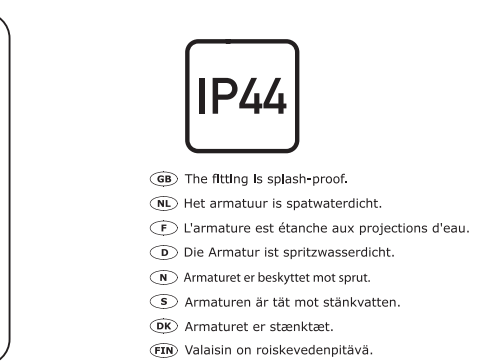 IP44
GB The fitting is splash-proof.
NL Het armatuur is spatwaterdicht.
F L'armature est étanche aux projections d'eau.
D Die Armatur ist spritzwasserdicht.
N Armaturet er beskyttet mot sprut.
S Armaturen är tät mot stänkvatten.
DK Armaturet er stænktæt.
FIN Valaisin on roiskevedenpitävä.